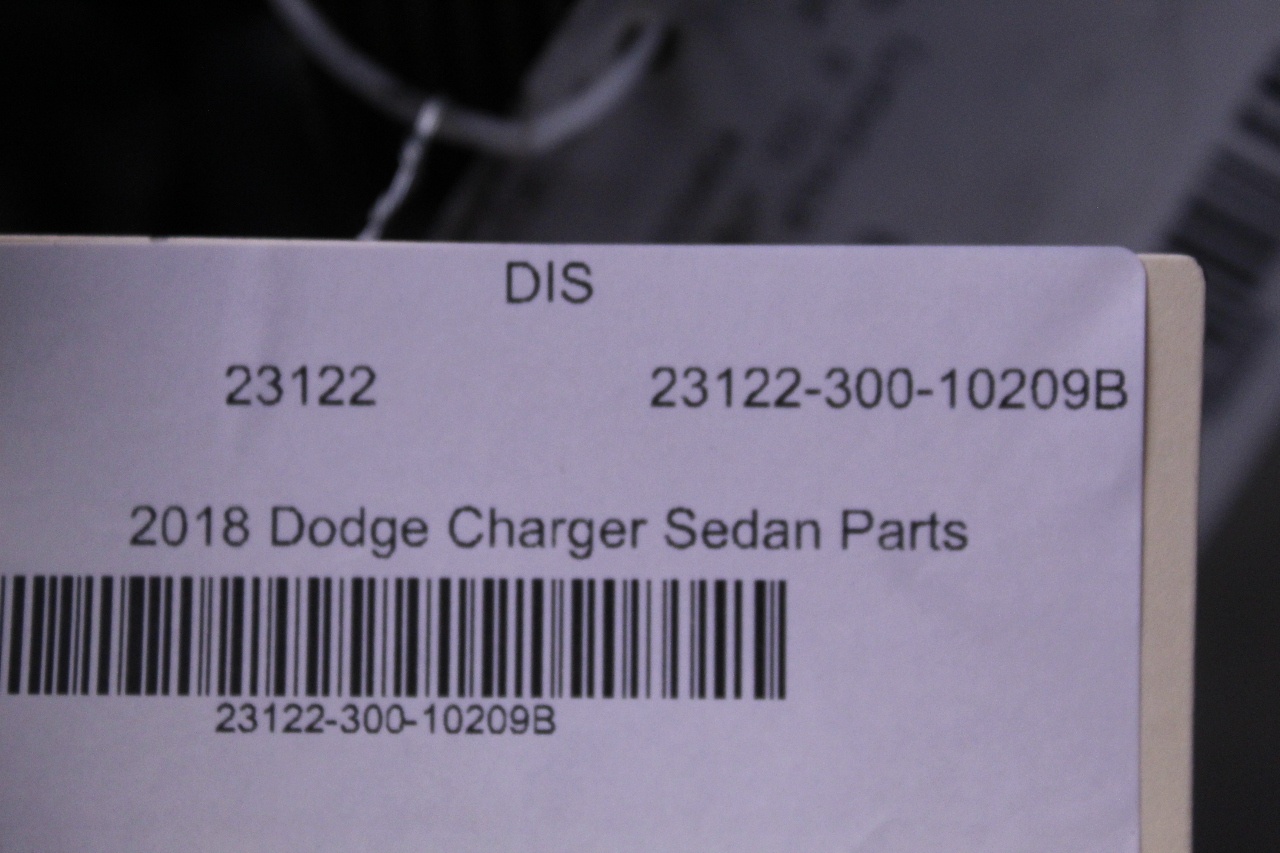 DIS
23122 23122-300-10209B
2018 Dodge Charger Sedan Parts
23122-300-10209B